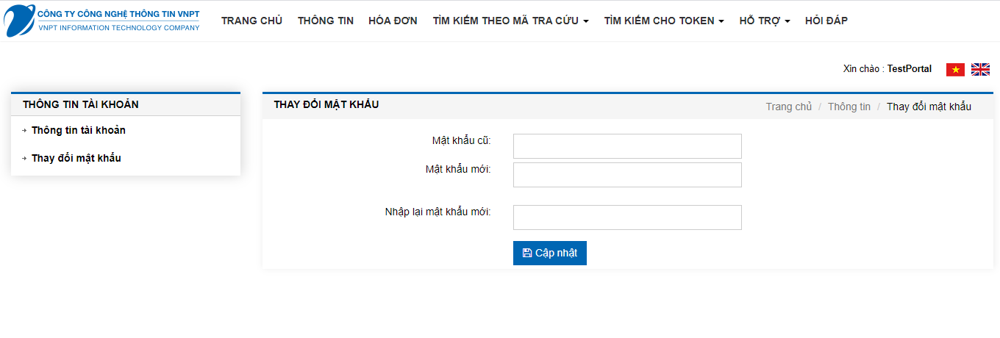 CÔNG TY CÔNG NGHỆ THÔNG TIN VNPT
VNPT INFORMATION TECHNOLOGY COMPANY
TRANG CHỦ THÔNG TIN HÓA ĐƠN TÌM KIẾM THEO MÃ TRA CỨU TÌM KIẾM CHO TOKEN HỖ TRỢ HỎI ĐÁP
Xin chào : TestPortal
THÔNG TIN TÀI KHOẢN
Thông tin tài khoản
Thay đổi mật khẩu
THAY ĐỔI MẬT KHẨU
Trang chủ / Thông tin / Thay đổi mật khẩu
Mật khẩu cũ:
Mật khẩu mới:
Nhập lại mật khẩu mới:
Cập nhật